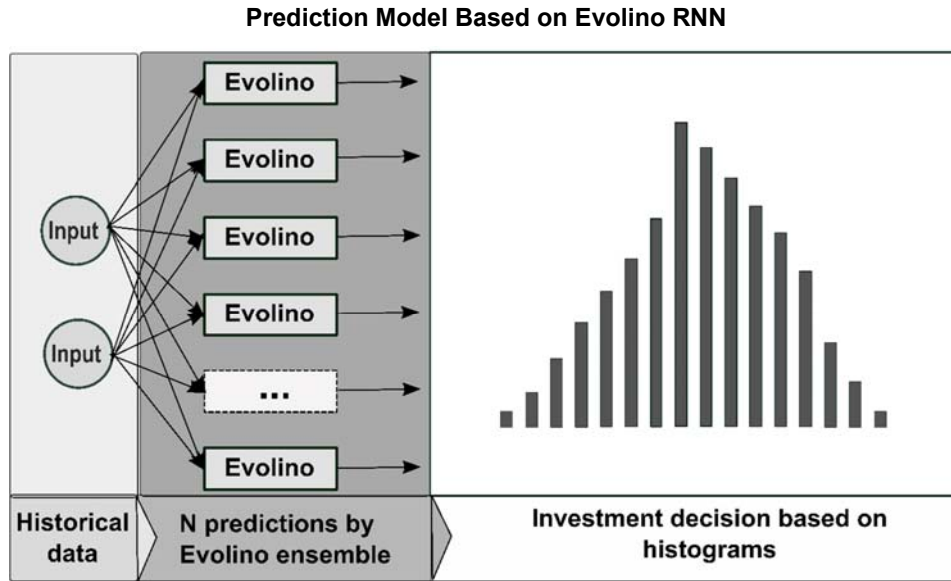 Prediction Model Based on Evolino RNN
Evolino
Evolino
Evolino
Evolino
...
Evolino
Input
Input
Historical
data
N predictions by
Evolino ensemble
Investment decision based on
histograms